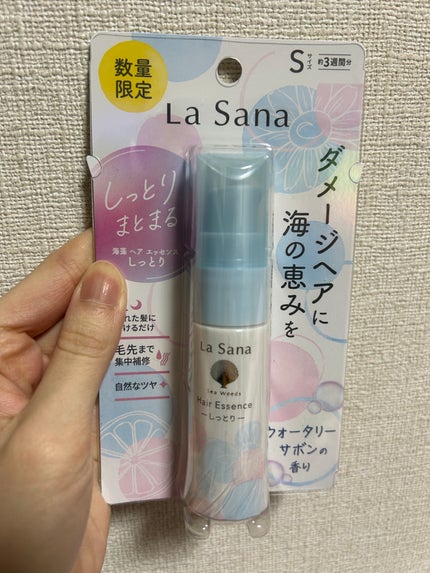 数量
限定
Sサイズ 約3週間分
La Sana
ダメージヘアに
海の恵みを
しっとり
まとまる
海藻 ヘア エッセンス
しっとり
れた髪に
けるだけ
毛先まで
集中補修
自然なツヤ
La Sana
Sea Weeds
Hair Essence
ーしっとりー
ウォータリー
サボンの
香り